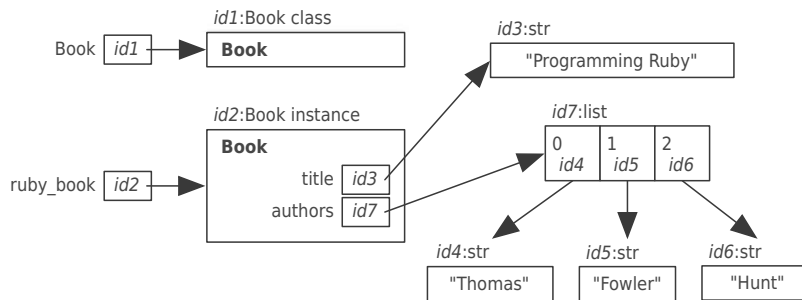 id1:Book class
Book id1
Book
id3:str
"Programming Ruby"
id2:Book instance
Book
ruby_book id2
title id3
authors id7
id7:list
0 1 2
id4 id5 id6
id4:str
"Thomas"
id5:str
"Fowler"
id6:str
"Hunt"